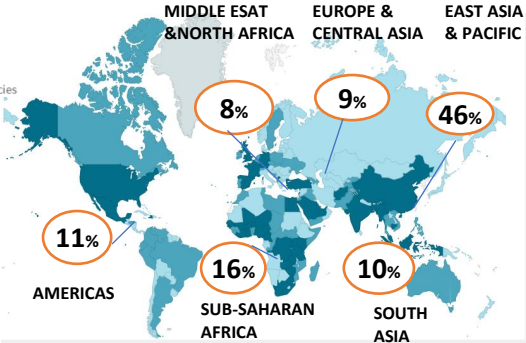 MIDDLE ESAT
&NORTH AFRICA
EUROPE &
CENTRAL ASIA
EAST ASIA
& PACIFIC
cies
8%
9%
46%
11%
16%
10%
AMERICAS
SUB-SAHARAN
AFRICA
SOUTH
ASIA